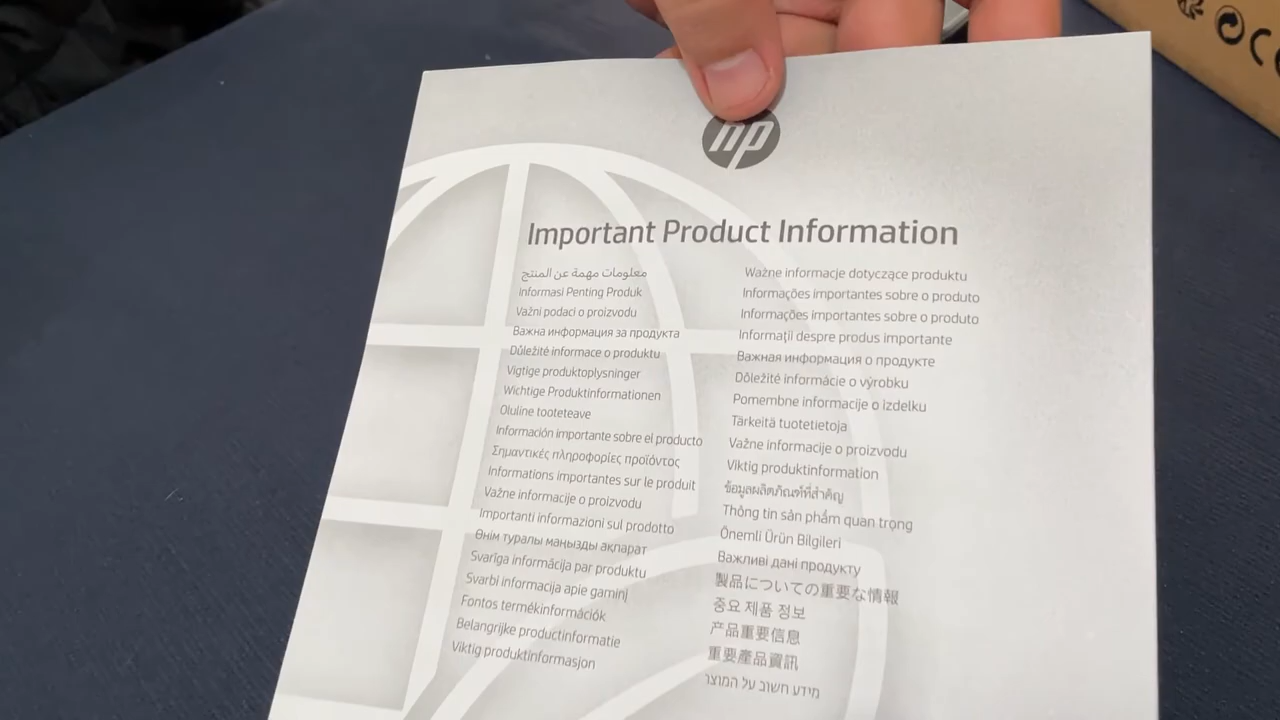 hp
Important Product Information
معلومات مهمة عن المنتج
Informasi Penting Produk
Važni podaci o proizvodu
Важна информация за продукта
Důležité informace o produktu
Vigtige produktoplysninger
Wichtige Produktinformationen
Oluline tooteteave
Información importante sobre el producto
Σημαντικές πληροφορίες προϊόντος
Informations importantes sur le produit
Važne informacije o proizvodu
Importanti informazioni sul prodotto
Өнім туралы маңызды ақпарат
Svarīga informācija par produktu
Svarbi informacija apie gaminį
Fontos termékinformációk
Belangrijke productinformatie
Viktig produktinformasjon
Ważne informacje dotyczące produktu
Informações importantes sobre o produto
Informações importantes sobre o produto
Informații despre produs importante
Важная информация о продукте
Dôležité informácie o výrobku
Pomembne informacije o izdelku
Tärkeitä tuotetietoja
Važne informacije o proizvodu
Viktig produktinformation
ข้อมูลผลิตภัณฑ์ที่สำคัญ
Thông tin sản phẩm quan trọng
Önemli Ürün Bilgileri
Важливі дані продукту
製品についての重要な情報
중요 제품 정보
产品重要信息
重要產品資訊
מידע חשוב על המוצר